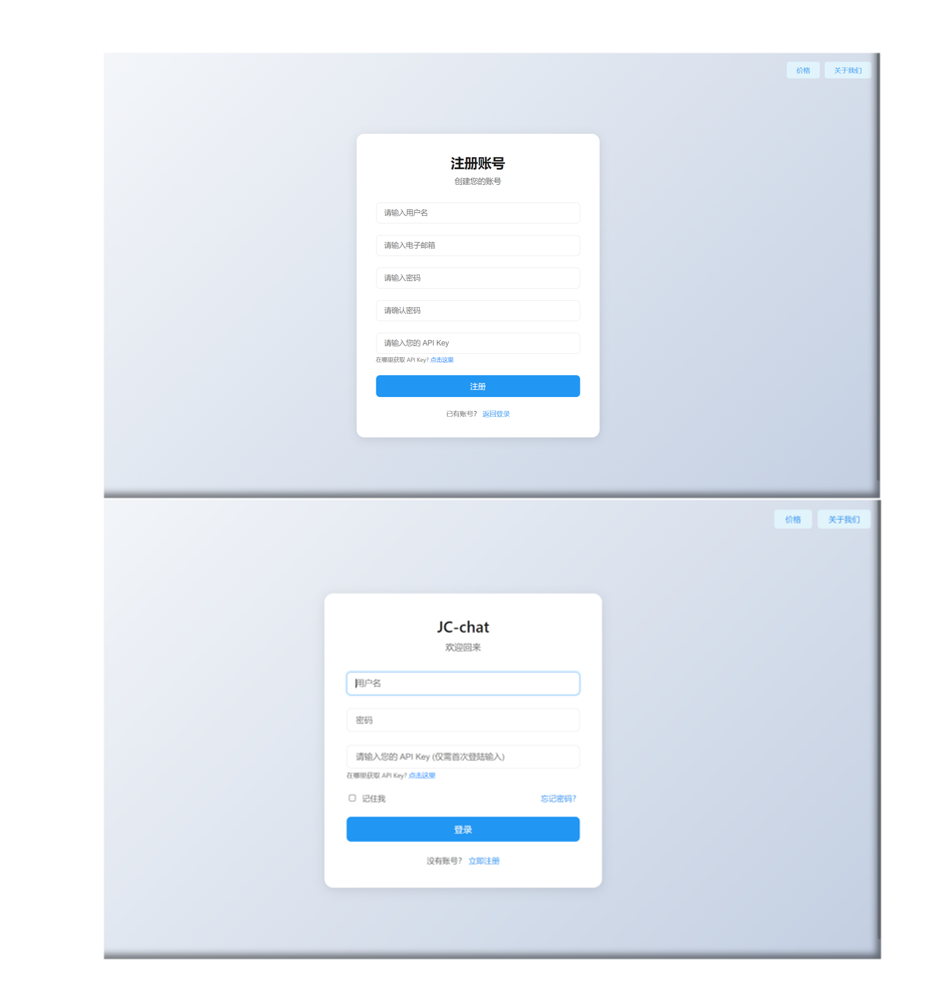 价格 关于我们
注册账号
创建您的账号
请输入用户名
请输入电子邮箱
请输入密码
请确认密码
请输入您的 API Key
在哪里获取 API Key? 点击这里
注册
已有账号? 返回登录
价格 关于我们
JC-chat
欢迎回来
用户名
密码
请输入您的 API Key (仅需首次登陆输入)
在哪里获取 API Key? 点击这里
记住我 忘记密码?
登录
没有账号? 立即注册